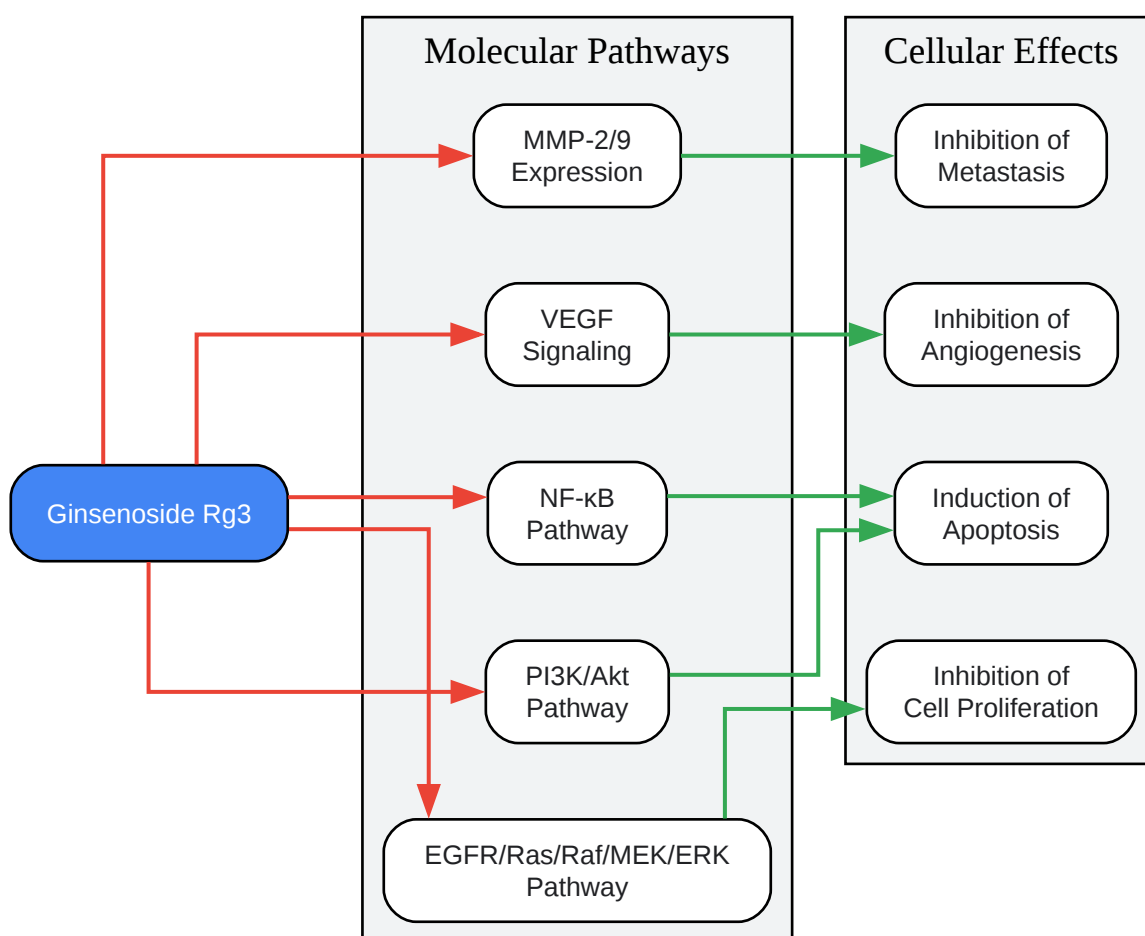 Molecular Pathways
Cellular Effects
MMP-2/9
Expression
Inhibition of
Metastasis
VEGF
Signaling
Inhibition of
Angiogenesis
Ginsenoside Rg3
NF-κB
Pathway
Induction of
Apoptosis
PI3K/Akt
Pathway
Inhibition of
Cell Proliferation
EGFR/Ras/Raf/MEK/ERK
Pathway